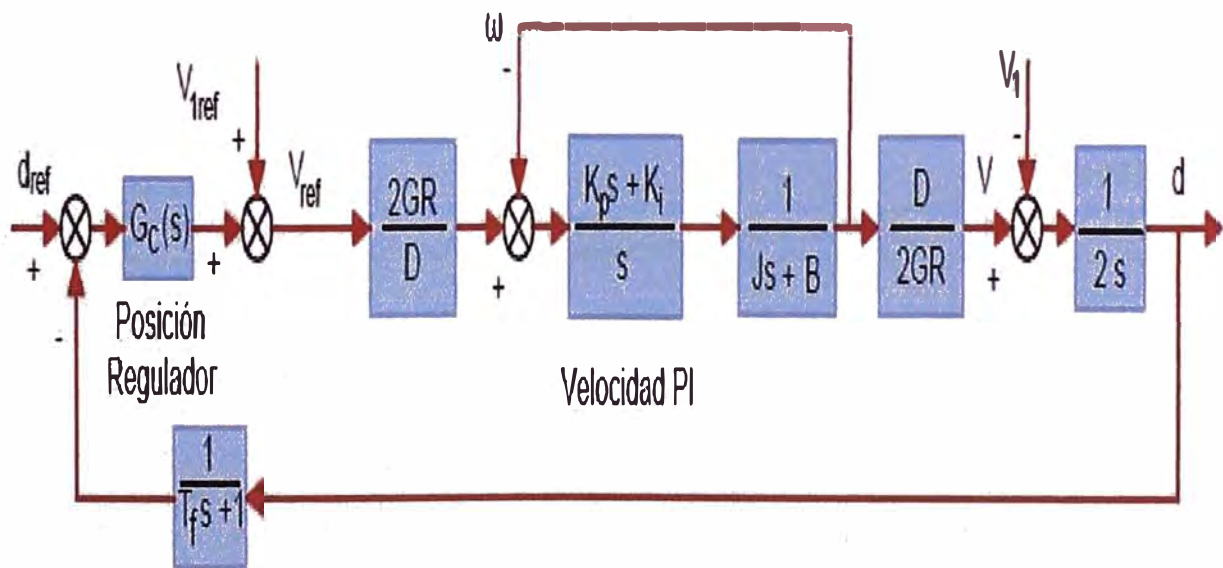 ω
V1ref
+
-
V1
-
dref
+
-
GC(s)
+
Vref
2GR
D
+
Kps + Ki
s
1
Js + B
D
2GR
V
+
1
2 s
d
Posición
Regulador
Velocidad PI
1
Tfs + 1